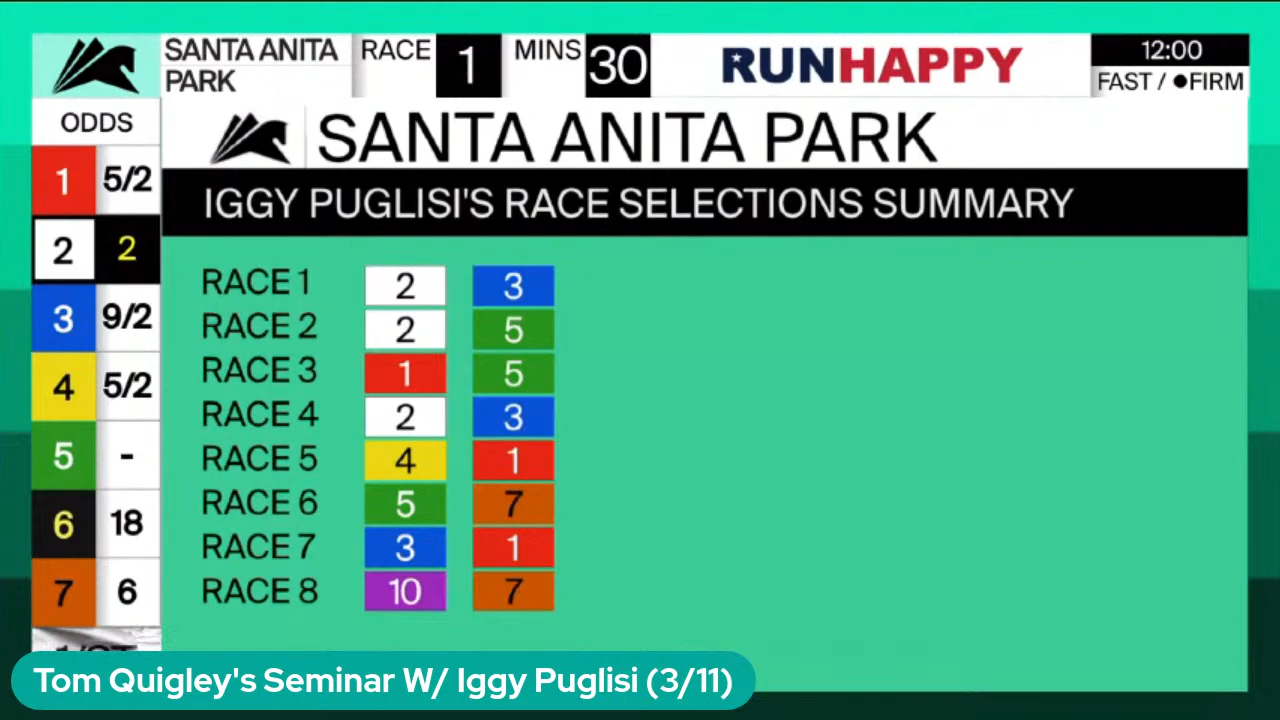 SANTA ANITA PARK
RACE 1 MINS 30
RUNHAPPY
12:00
FAST / ●FIRM
ODDS
1 5/2
2 2
3 9/2
4 5/2
5 -
6 18
7 6
SANTA ANITA PARK
IGGY PUGLISI'S RACE SELECTIONS SUMMARY
RACE 1 2 3
RACE 2 2 5
RACE 3 1 5
RACE 4 2 3
RACE 5 4 1
RACE 6 5 7
RACE 7 3 1
RACE 8 10 7
Tom Quigley's Seminar W/ Iggy Puglisi (3/11)